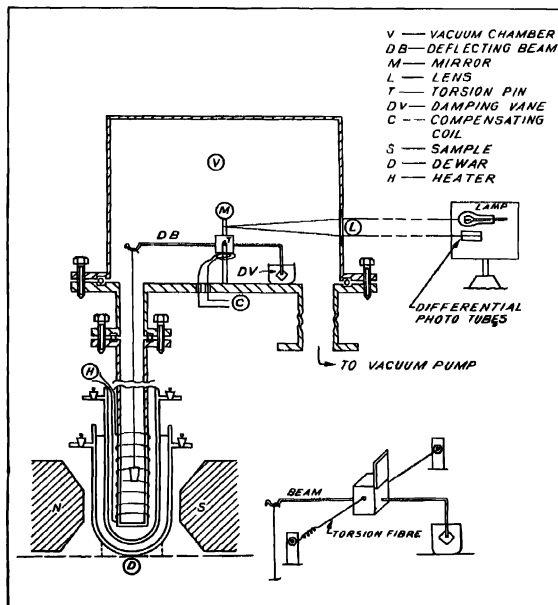 V — VACUUM CHAMBER
DB — DEFLECTING BEAM
M — MIRROR
L — LENS
T — TORSION PIN
DV — DAMPING VANE
C — COMPENSATING
COIL
S — SAMPLE
D — DEWAR
H — HEATER
V
M
LAMP
L
DB
T
DV
C
DIFFERENTIAL
PHOTO TUBES
TO VACUUM PUMP
H
N
S
D
BEAM
TORSION FIBRE